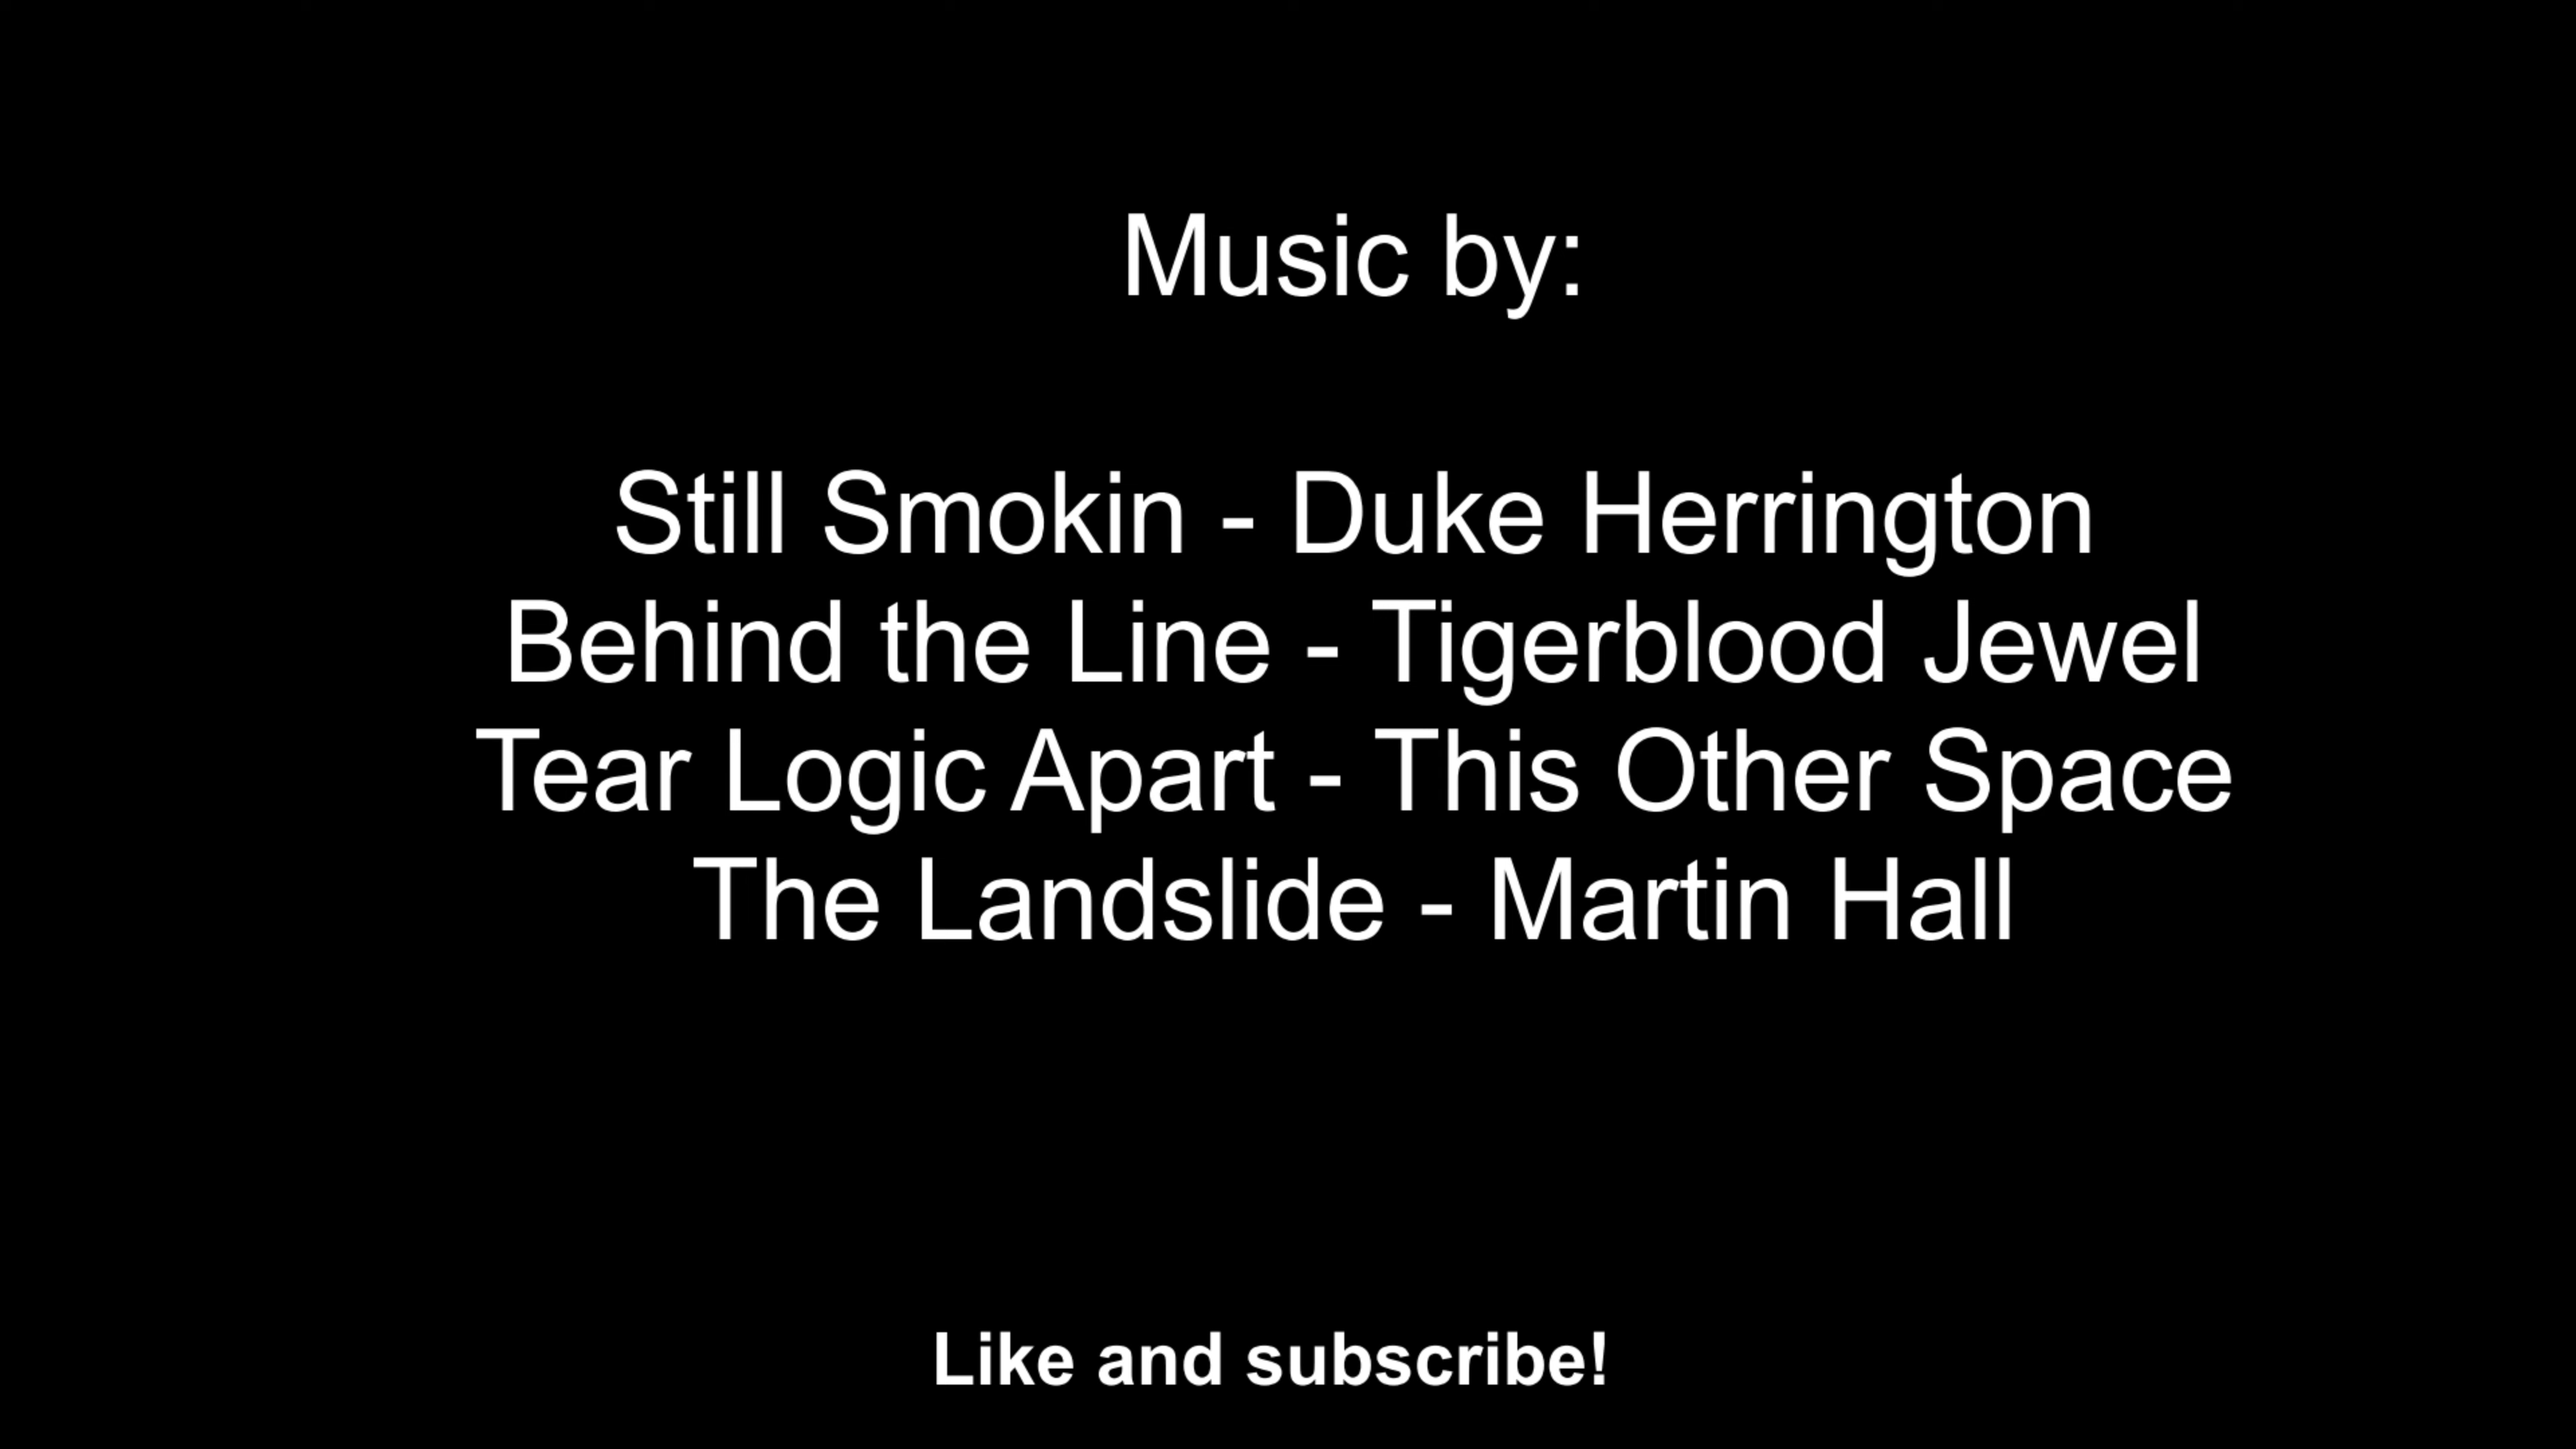 Music by:
Still Smokin - Duke Herrington
Behind the Line - Tigerblood Jewel
Tear Logic Apart - This Other Space
The Landslide - Martin Hall
Like and subscribe!